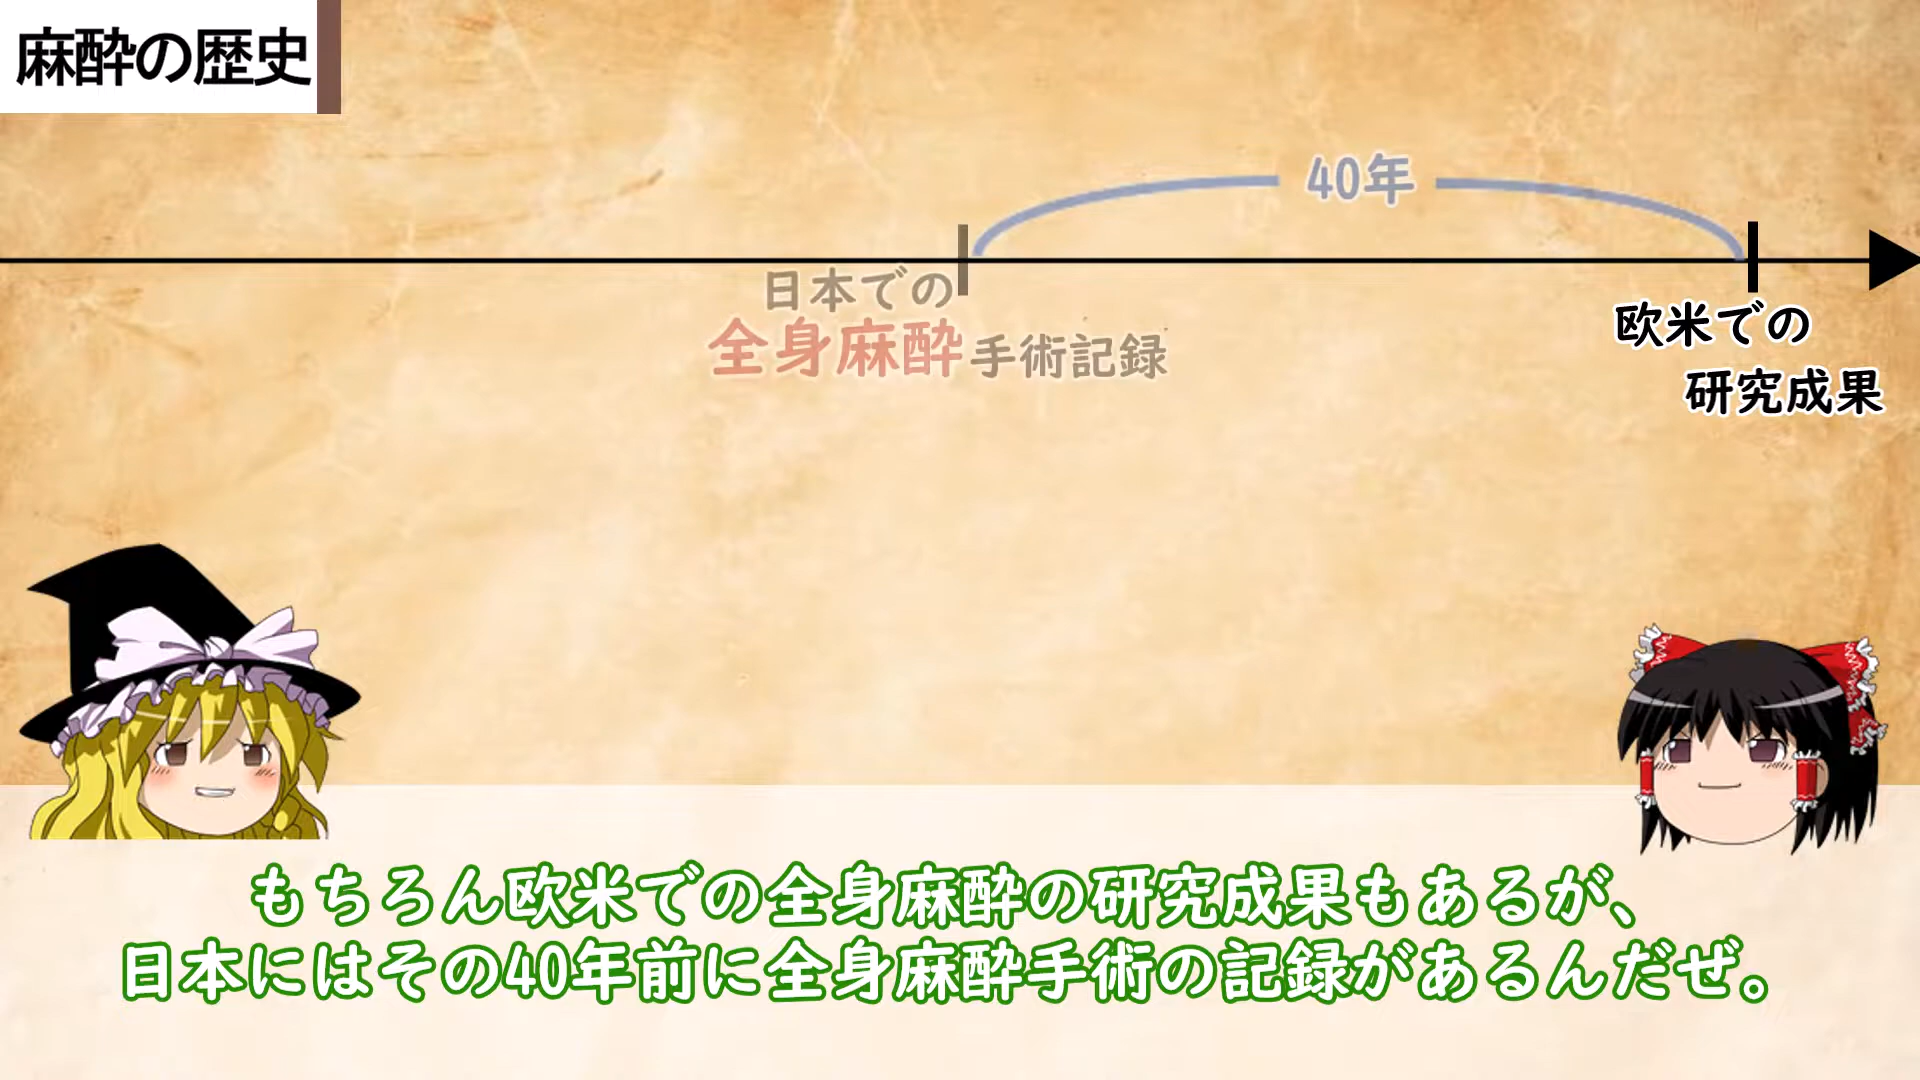 麻酔の歴史
40年
日本での
全身麻酔手術記録
欧米での
研究成果
もちろん欧米での全身麻酔の研究成果もあるが、
日本にはその40年前に全身麻酔手術の記録があるんだぜ。